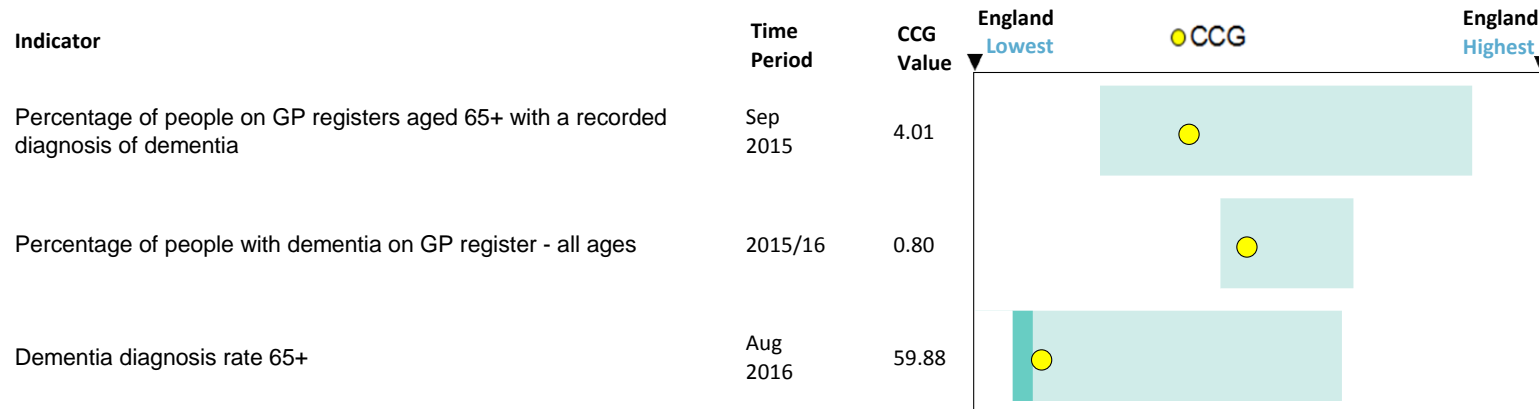 Indicator
Time
Period
CCG
Value
England
Lowest
CCG
England
Highest
Percentage of people on GP registers aged 65+ with a recorded
diagnosis of dementia
Sep
2015
4.01
Percentage of people with dementia on GP register - all ages
2015/16
0.80
Dementia diagnosis rate 65+
Aug
2016
59.88